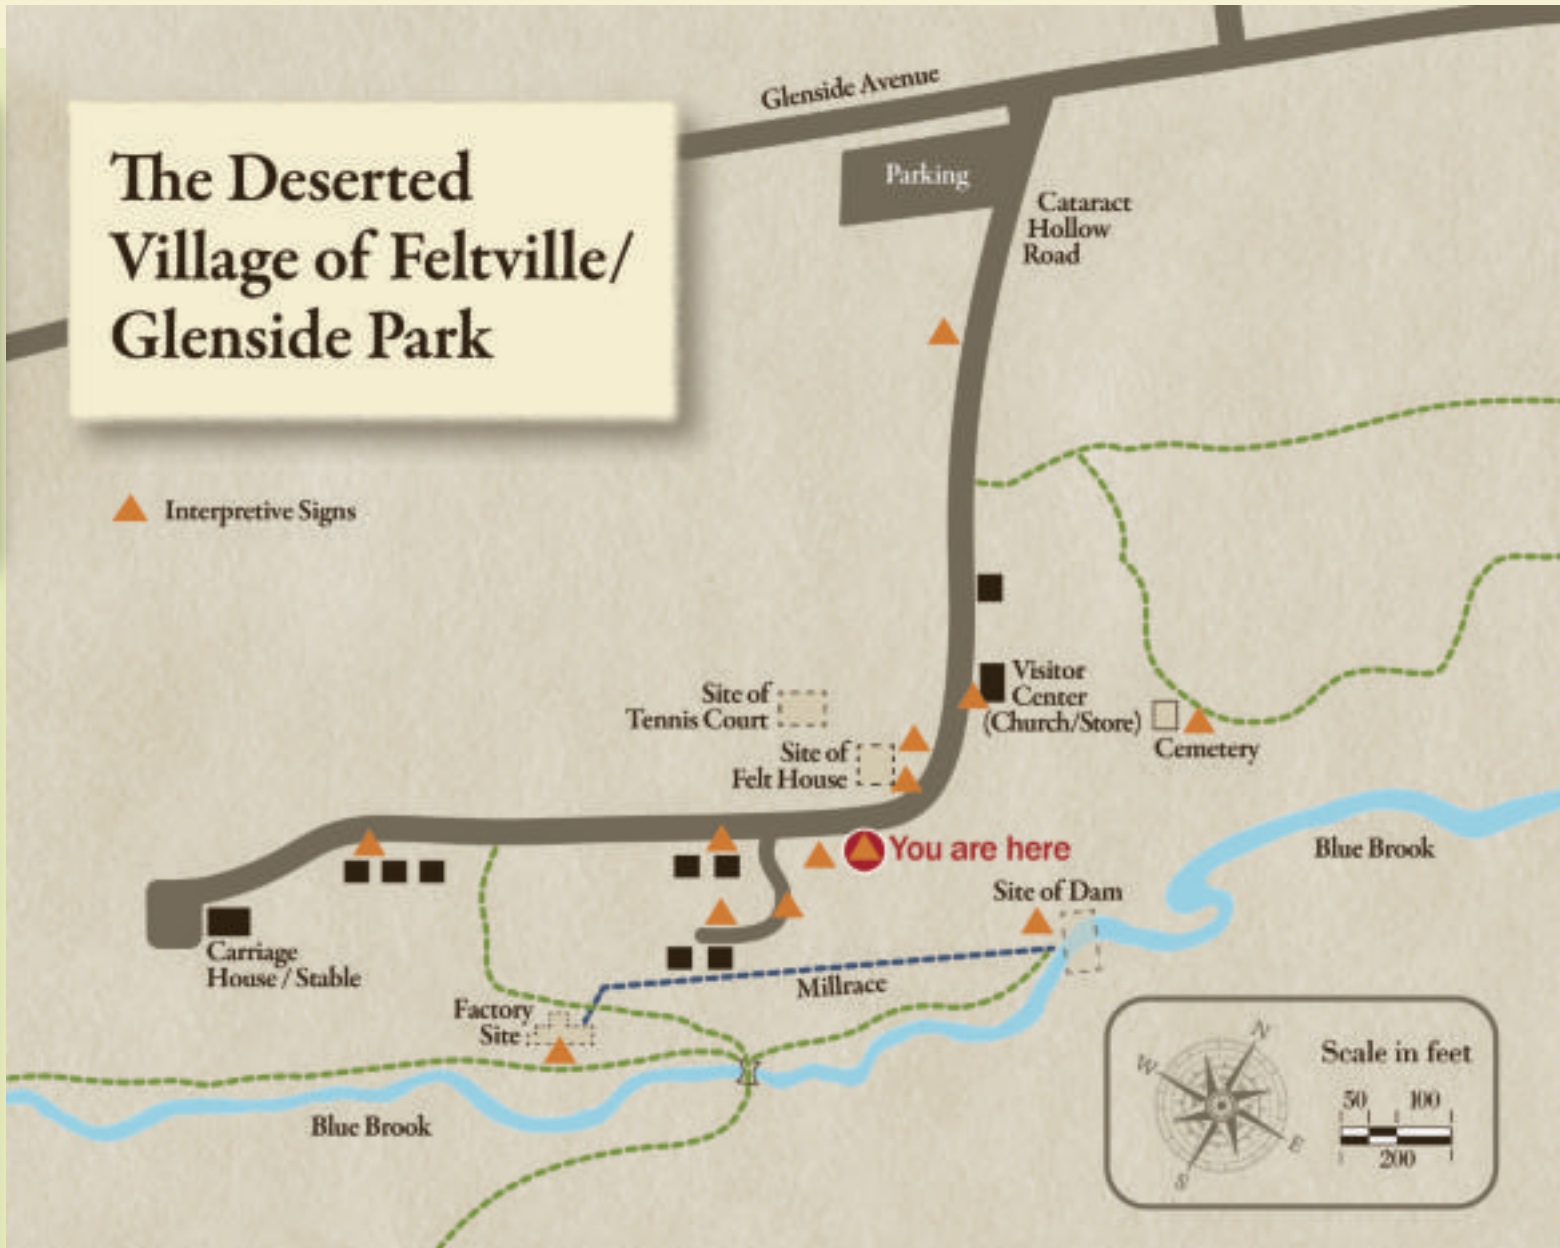 The Deserted
Village of Feltville/
Glenside Park
Glenside Avenue
Parking
Cataract
Hollow
Road
Interpretive Signs
Visitor
Center
(Church/Store)
Cemetery
Site of
Tennis Court
Site of
Felt House
You are here
Blue Brook
Site of Dam
Carriage
House / Stable
Millrace
Factory
Site
Blue Brook
N
W
E
S
Scale in feet
50 100
200